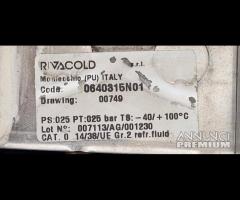 RIVACOLD s.r.l.
Montecchio (PU) ITALY
Code: 0640315N01
Drawing: 00749
PS:025 PT:025 bar TS: -40/ +100°C
Lot No: 007113/AG/001230
CAT. 0 14/38/UE Gr.2 refr.fluid
ANNUNCI
PREMIUM